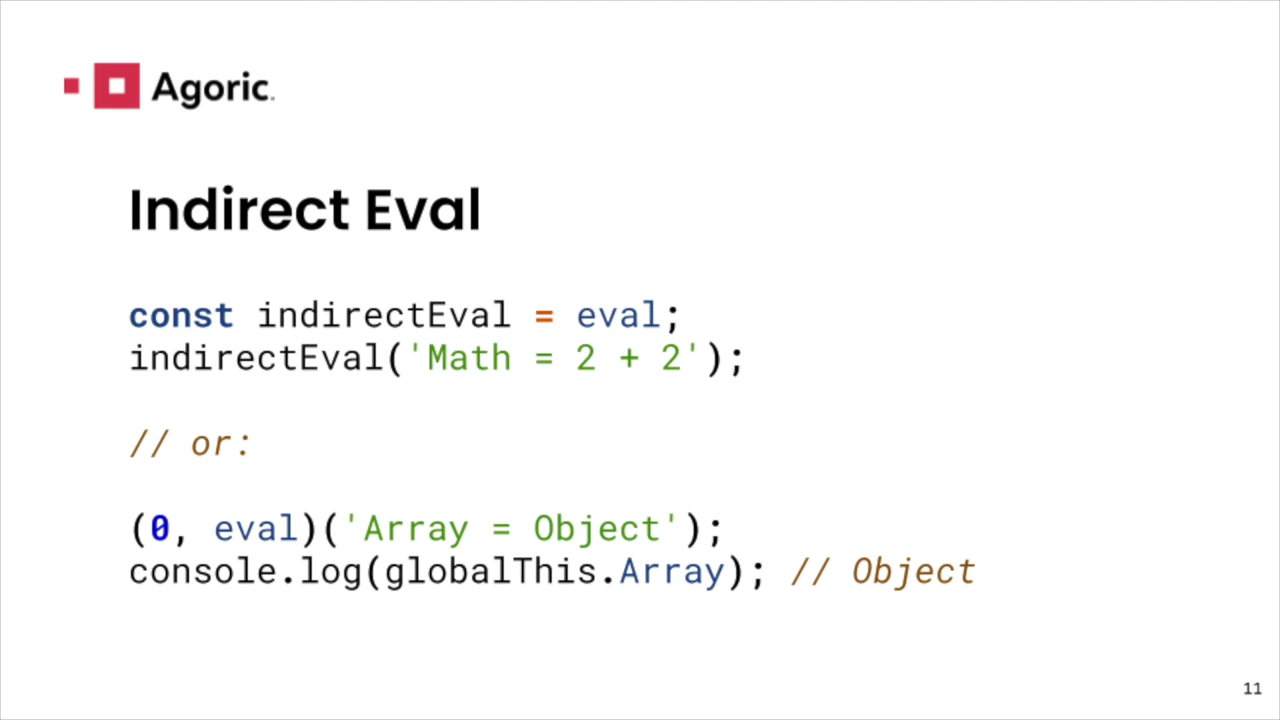 Agoric.
Indirect Eval
const indirectEval = eval;
indirectEval('Math = 2 + 2');
// or:
(0, eval)('Array = Object');
console.log(globalThis.Array); // Object
11